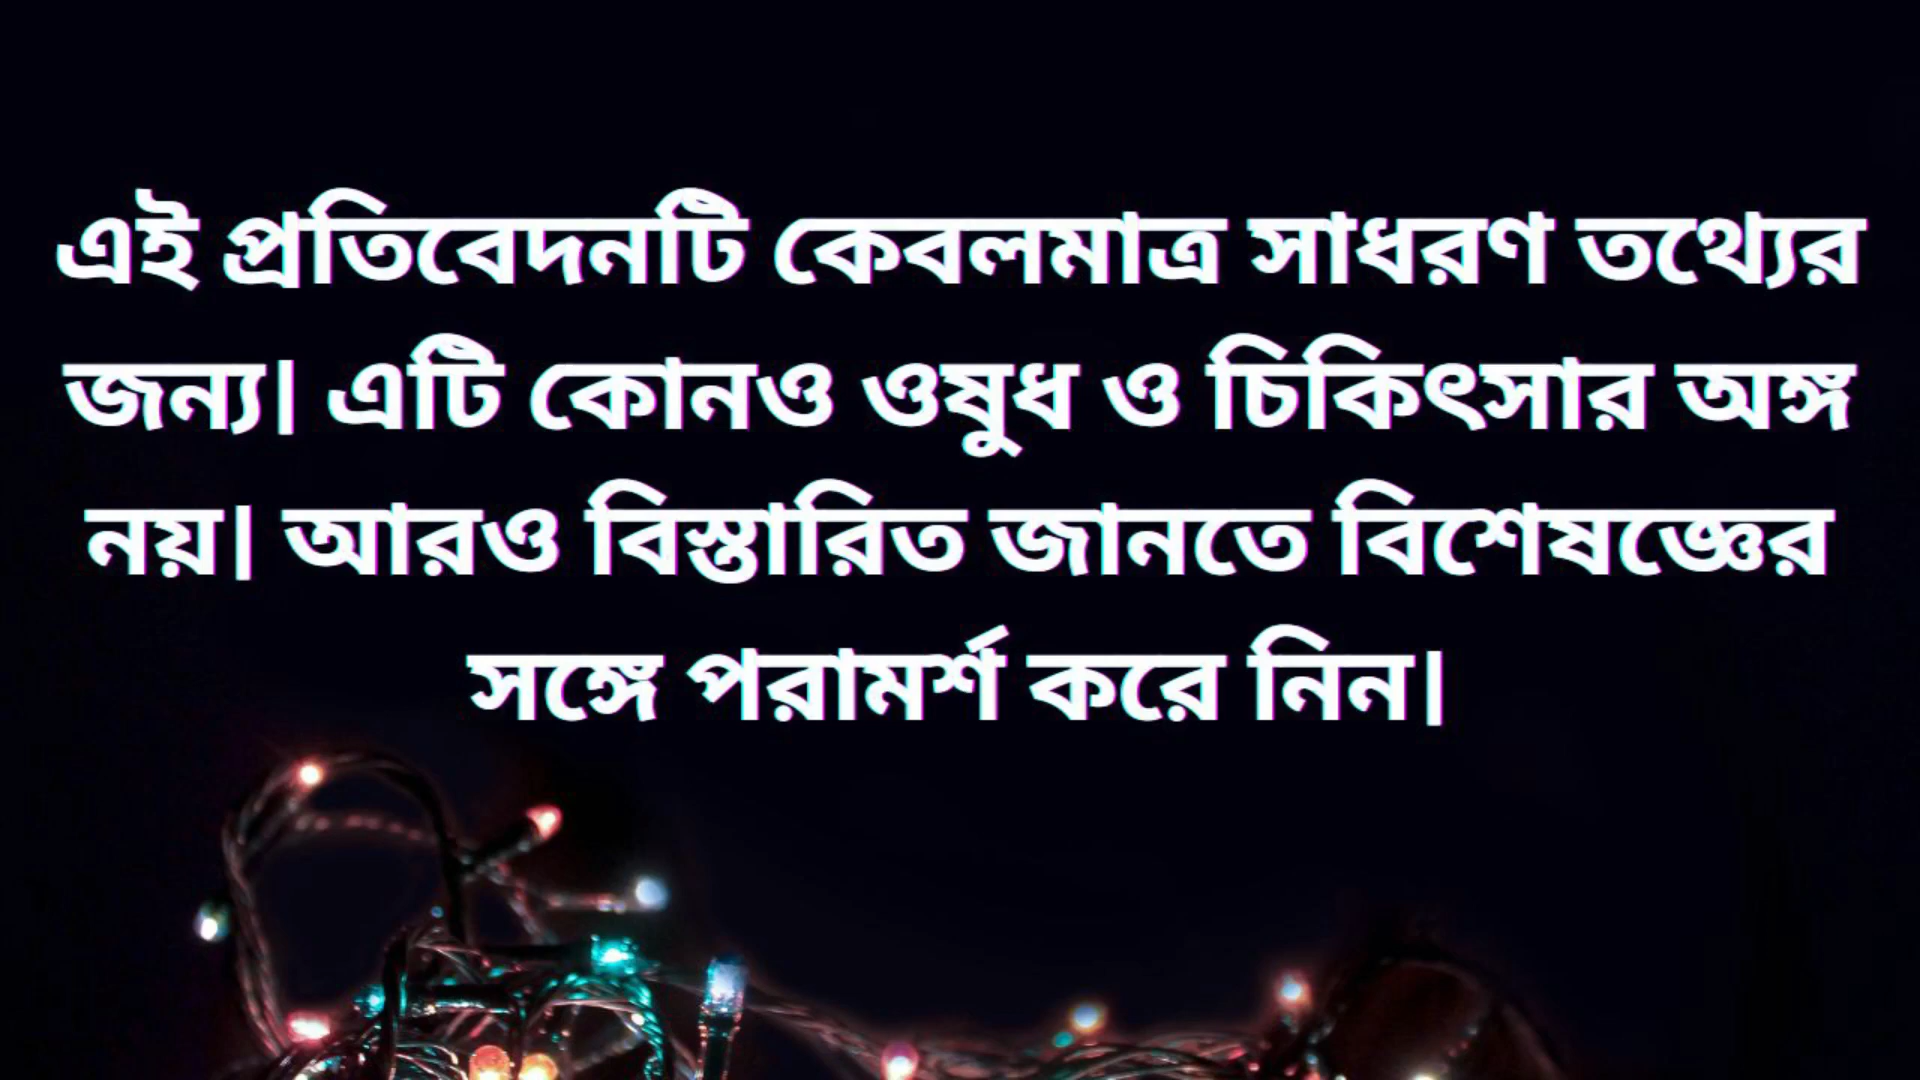 এই প্রতিবেদনটি কেবলমাত্র সাধরণ তথ্যের
জন্য। এটি কোনও ওষুধ ও চিকিৎসার অঙ্গ
নয়। আরও বিস্তারিত জানতে বিশেষজ্ঞের
সঙ্গে পরামর্শ করে নিন।